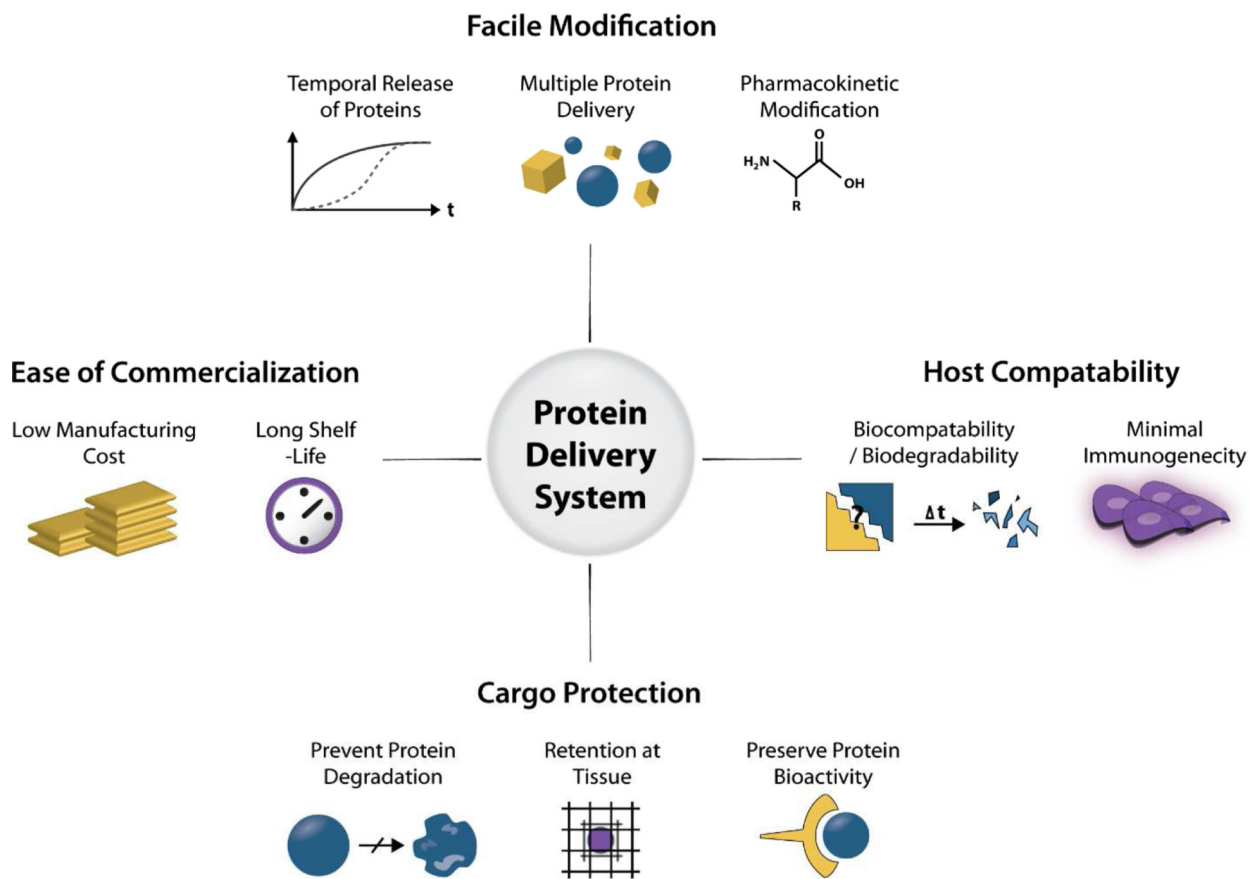 Facile Modification
Temporal Release
of Proteins
t
Multiple Protein
Delivery
Pharmacokinetic
Modification
O
H₂N
OH
R
Ease of Commercialization
Low Manufacturing
Cost
Long Shelf
-Life
Protein
Delivery
System
Host Compatability
Biocompatability
/ Biodegradability
?
Δt
Minimal
Immunogenecity
Cargo Protection
Prevent Protein
Degradation
Retention at
Tissue
Preserve Protein
Bioactivity